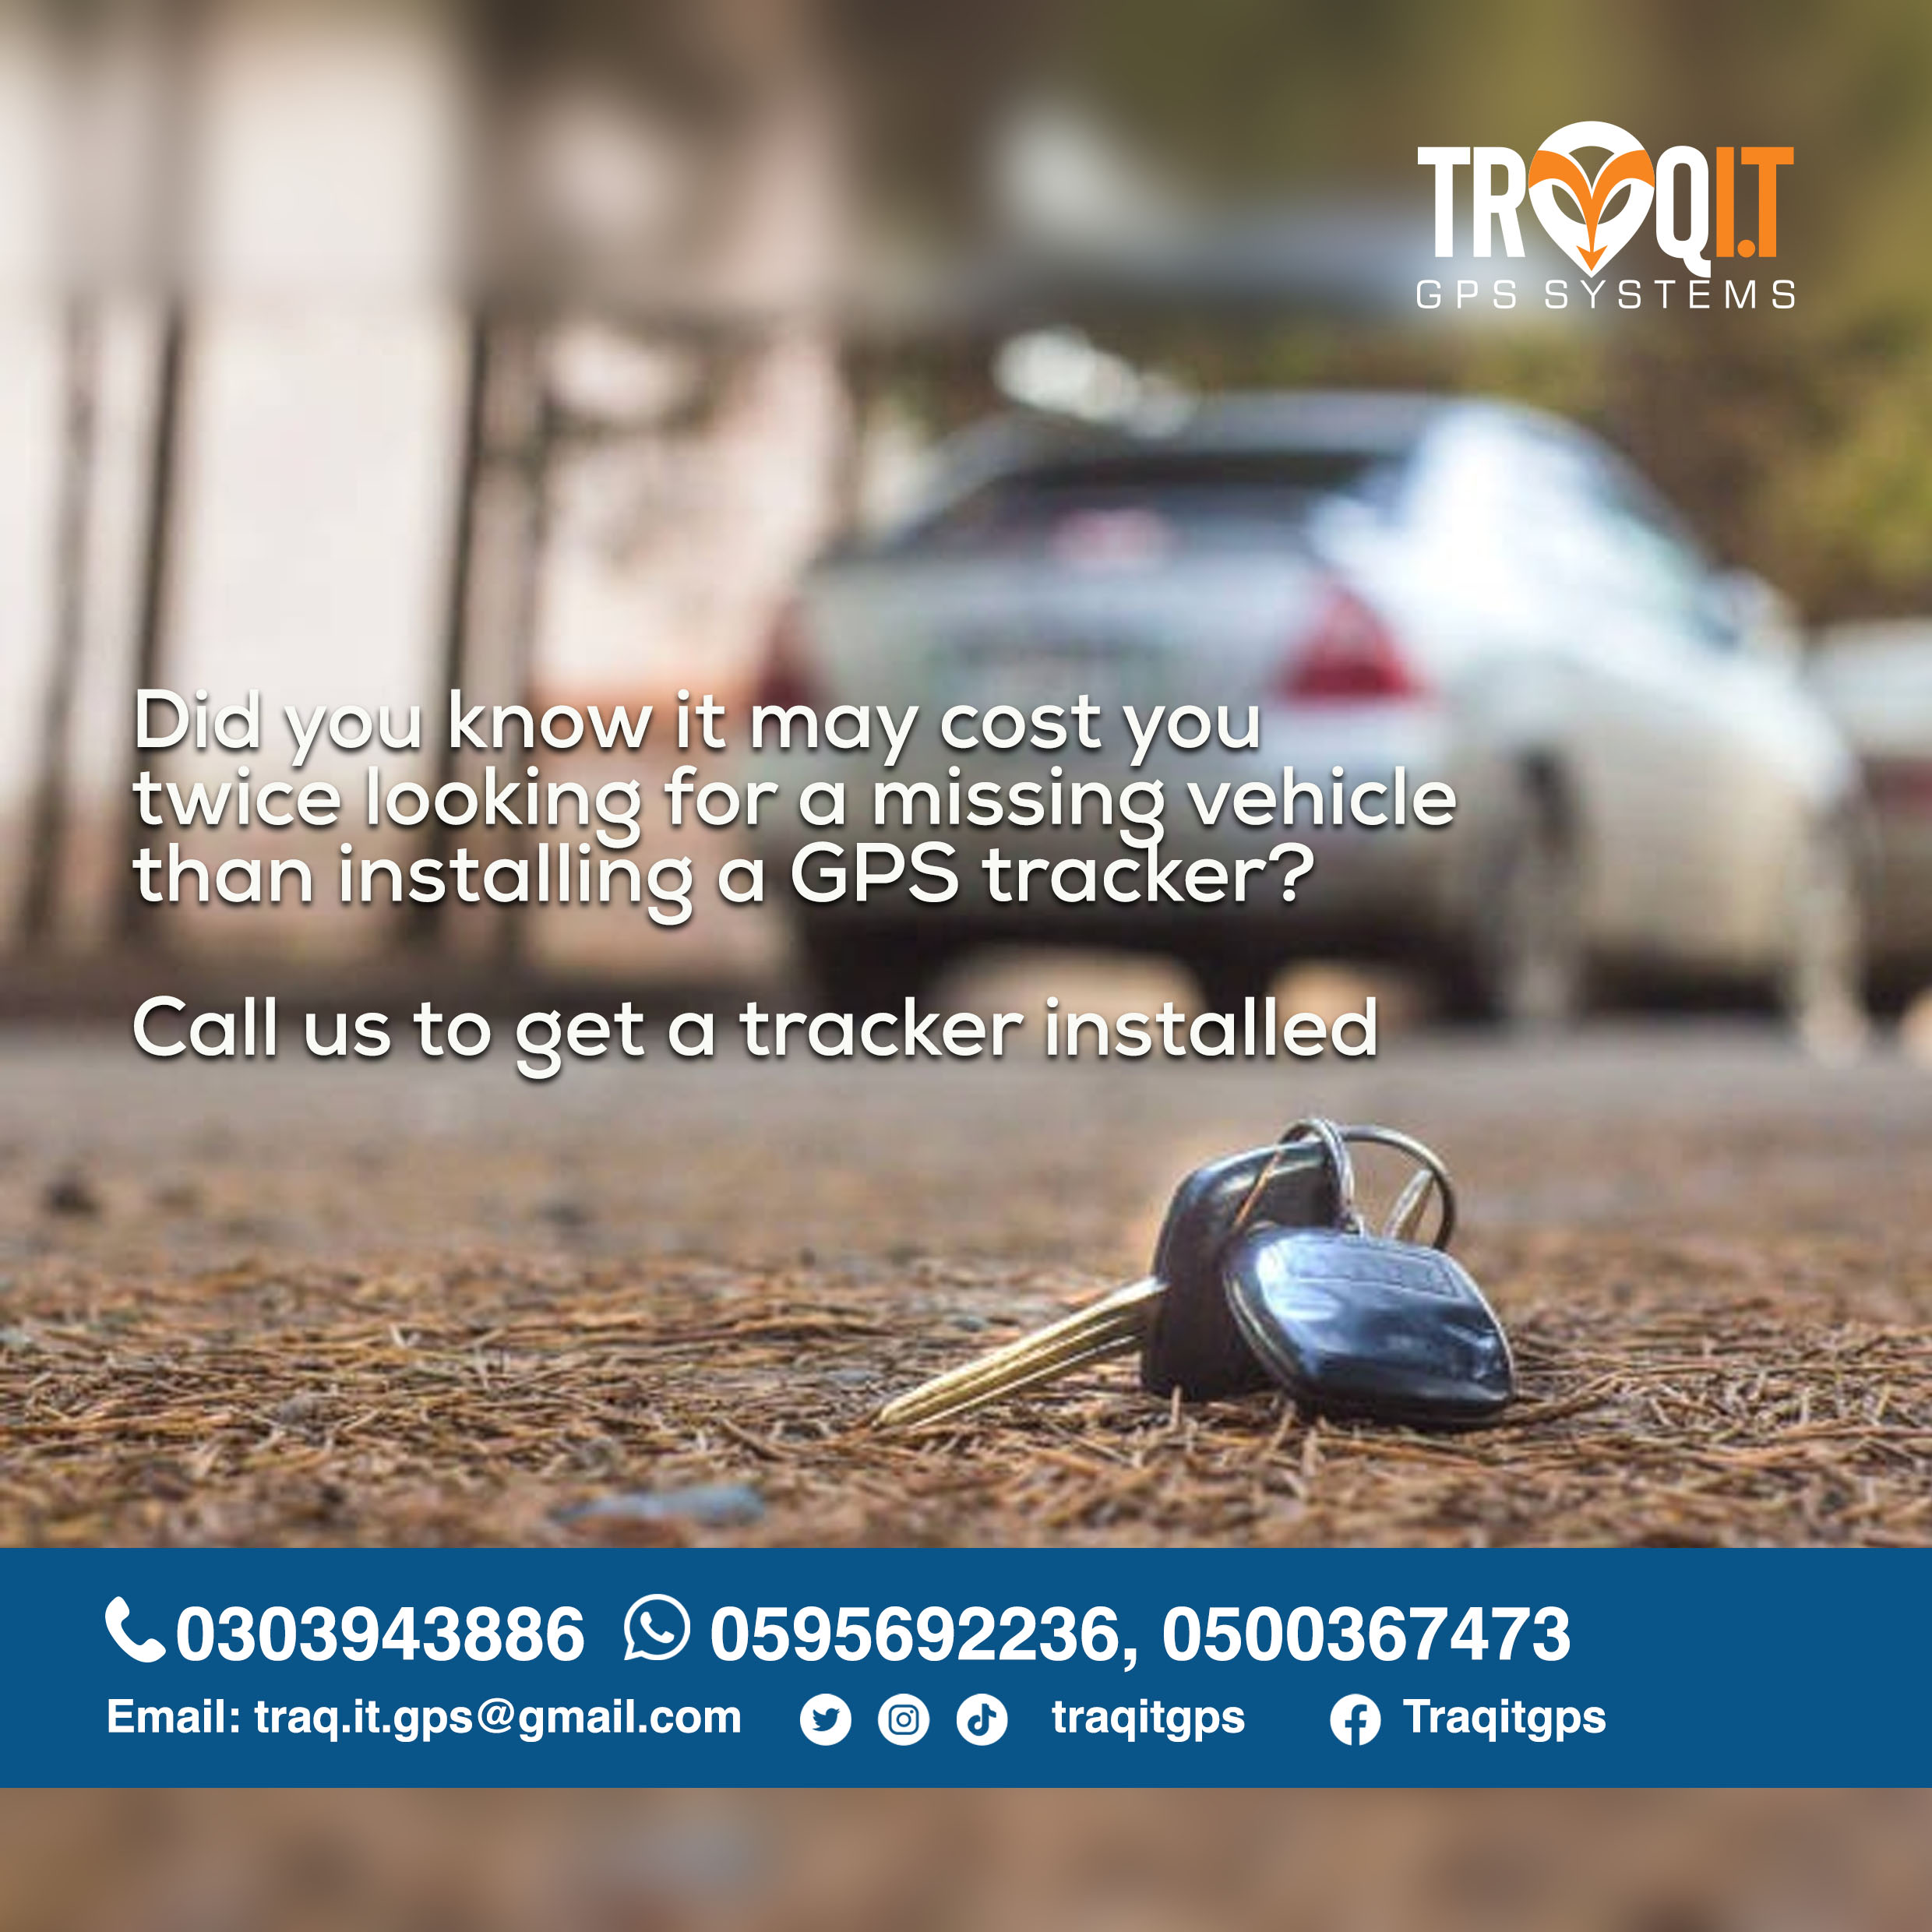 TRAQI.T
GPS SYSTEMS
Did you know it may cost you
twice looking for a missing vehicle
than installing a GPS tracker?
Call us to get a tracker installed
0303943886 0595692236, 0500367473
Email: traq.it.gps@gmail.com traqitgps Traqitgps